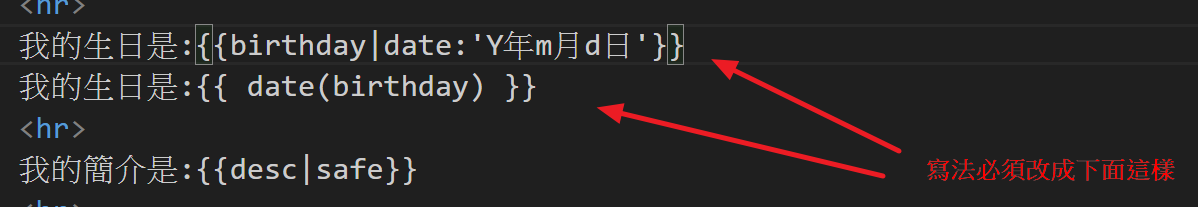 <hr>
我的生日是:{{birthday|date:'Y年m月d日'}}
我的生日是:{{ date(birthday) }}
<hr>
寫法必須改成下面這樣
我的簡介是:{{desc|safe}}
<hr>